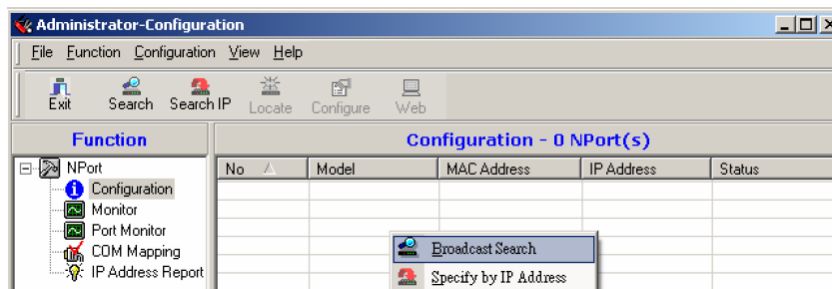 Administrator-Configuration
File Function Configuration View Help
Exit Search Search IP Locate Configure Web
Function
Configuration - 0 NPort(s)
NPort
Configuration
Monitor
Port Monitor
COM Mapping
IP Address Report
No Model MAC Address IP Address Status
Broadcast Search
Specify by IP Address